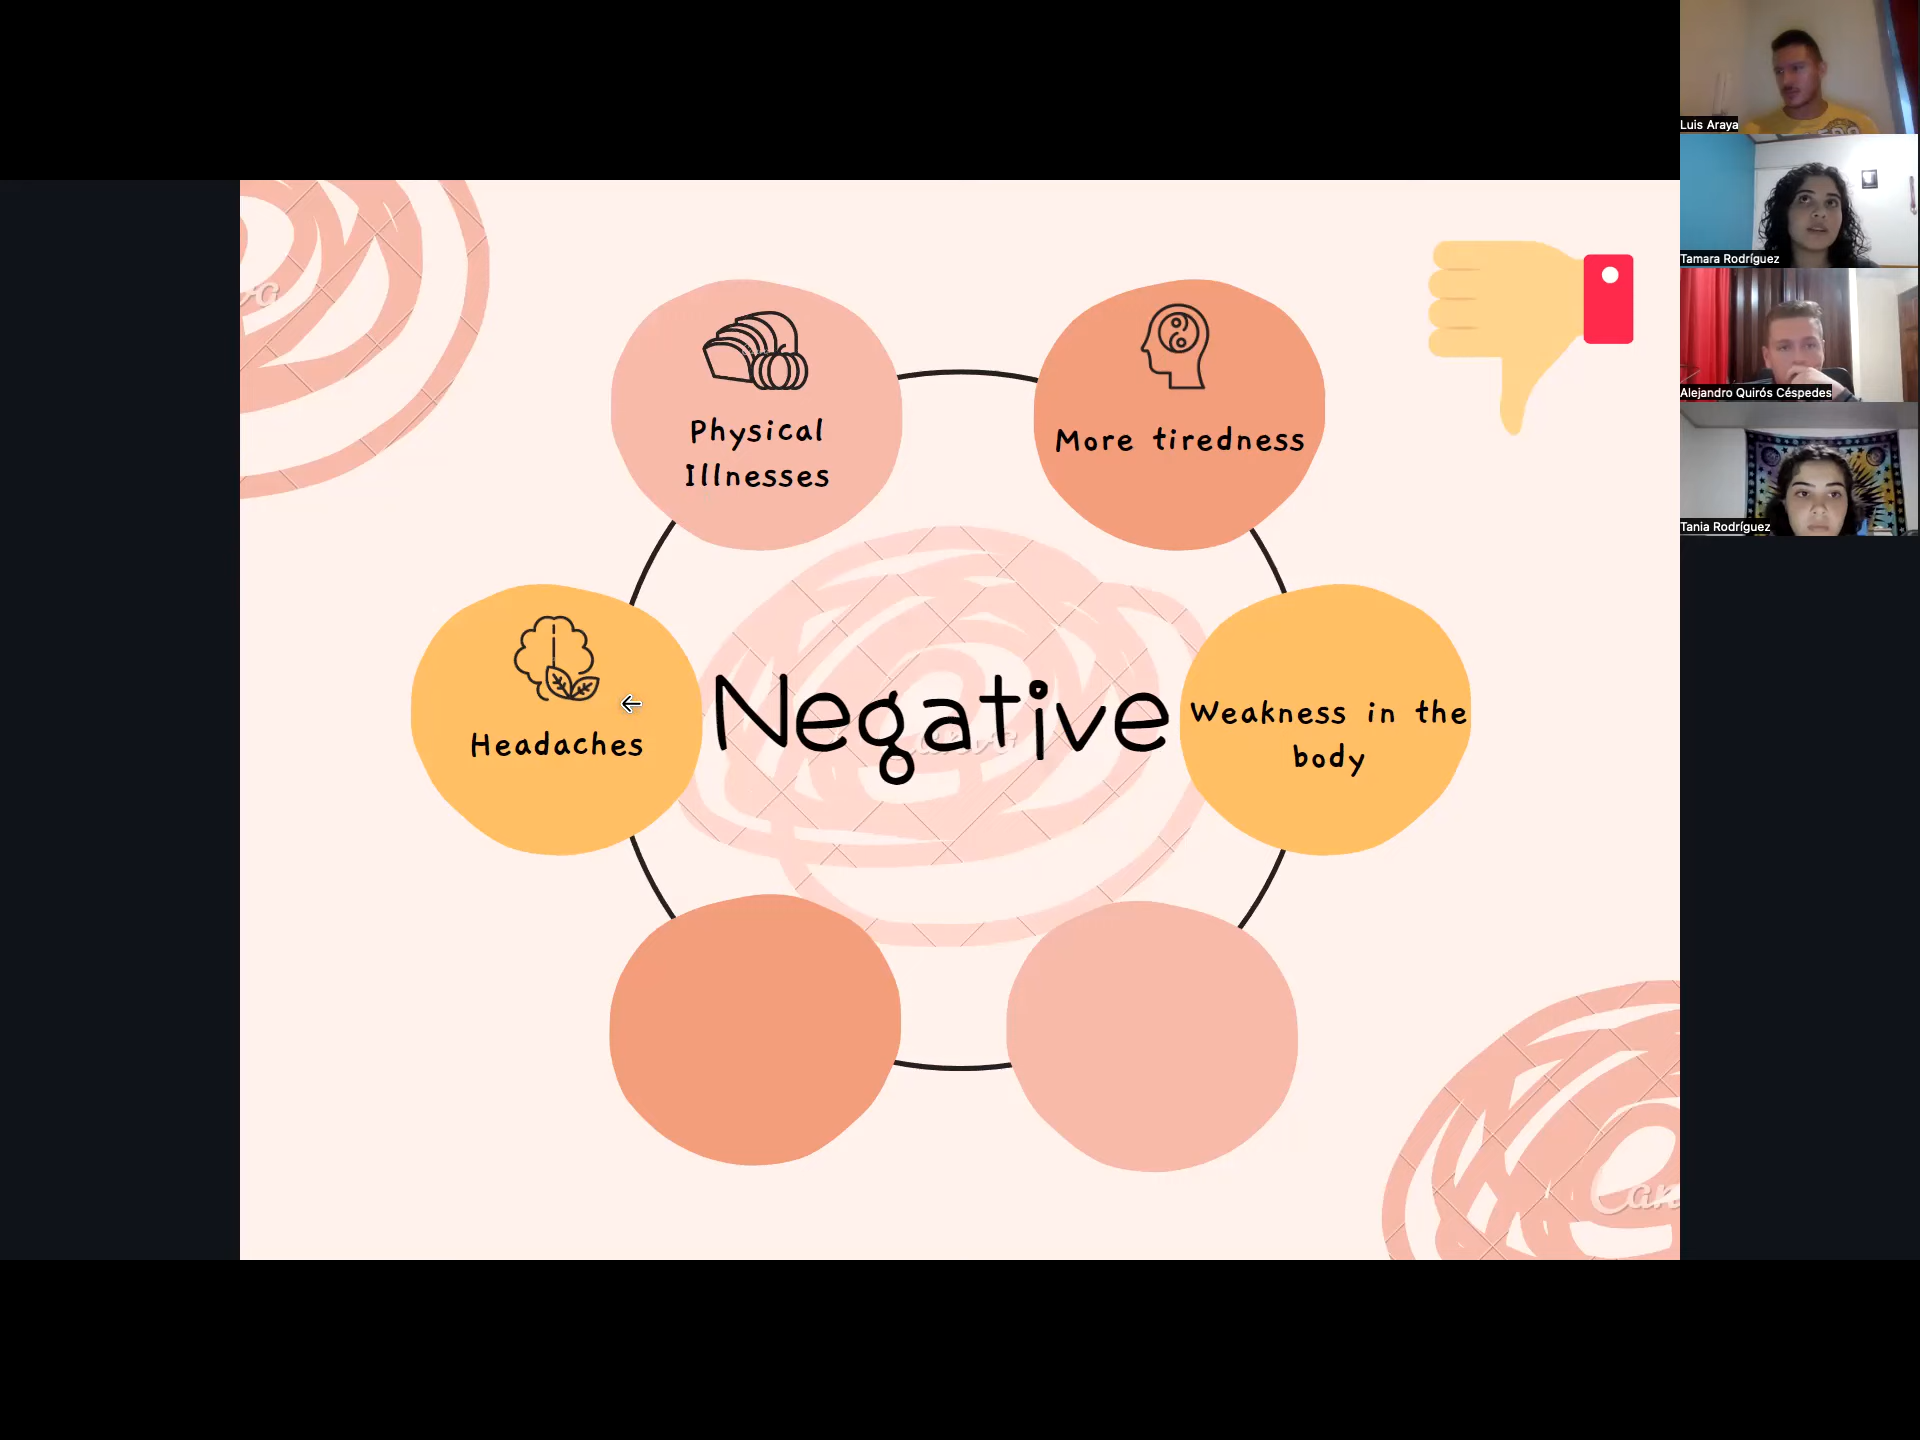 Luis Araya
Tamara Rodríguez
Alejandro Quirós Céspedes
Tania Rodríguez
Physical
Illnesses
More tiredness
Headaches
Negative
Weakness in the
body